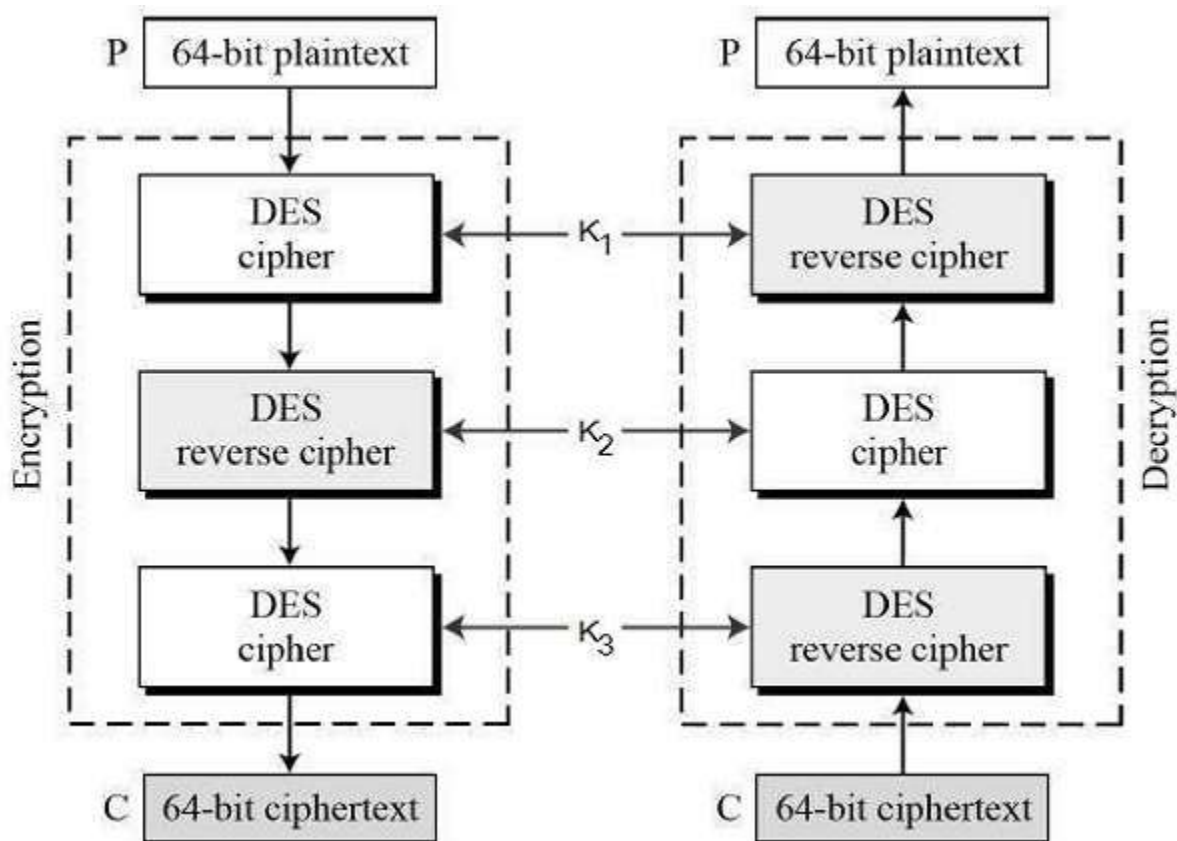 P 64-bit plaintext
Encryption
DES
cipher
DES
reverse cipher
DES
cipher
C 64-bit ciphertext
K1
K2
K3
P 64-bit plaintext
DES
reverse cipher
DES
cipher
DES
reverse cipher
Decryption
C 64-bit ciphertext